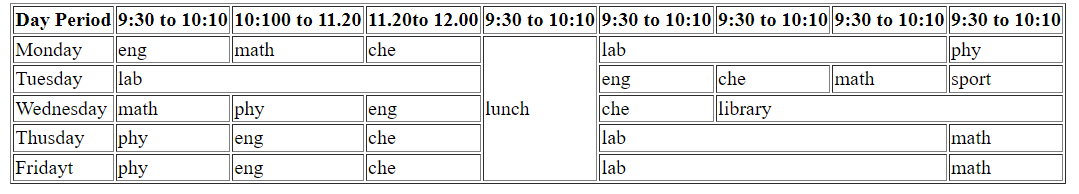 Day Period 9:30 to 10:10 10:100 to 11.20 11.20to 12.00 9:30 to 10:10 9:30 to 10:10 9:30 to 10:10 9:30 to 10:10 9:30 to 10:10
Monday eng math che lab phy
Tuesday lab eng che math sport
Wednesday math phy eng lunch che library
Thusday phy eng che lab math
Fridayt phy eng che lab math